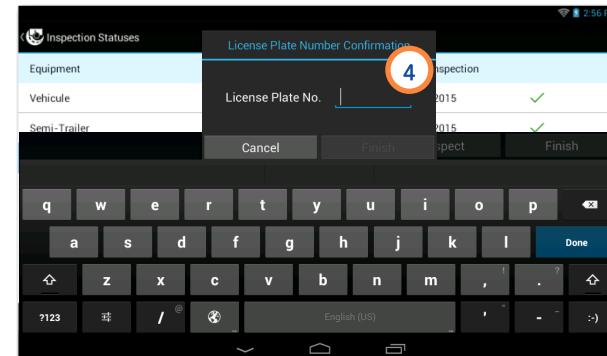 2:56 P
Inspection Statuses
License Plate Number Confirmation
4
Equipment
nspection
Vehicule
2015
License Plate No.
Semi-Trailer
2015
Cancel
Finish
spect
Finish
q w e r t y u i o p
a s d f g h j k l Done
z x c v b n m , ! . ?
?123 / @ English (US) ' " - _ :-)